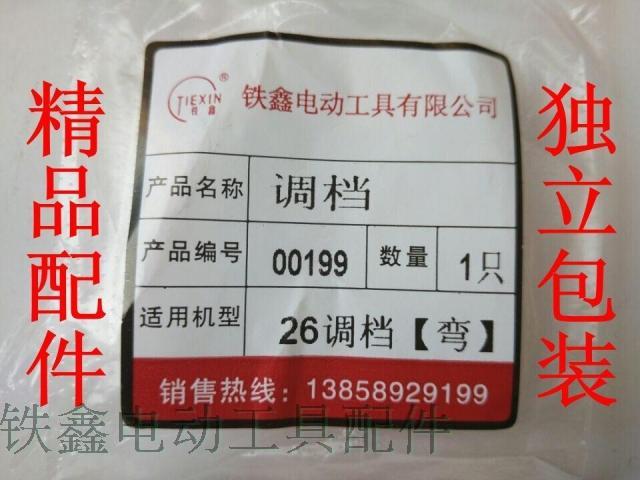 精品配件
独立包装
TIEXIN®
铁鑫
铁鑫电动工具有限公司
产品名称 调档
产品编号 00199 数量 1只
适用机型 26调档【弯】
销售热线：13858929199
铁鑫电动工具配件